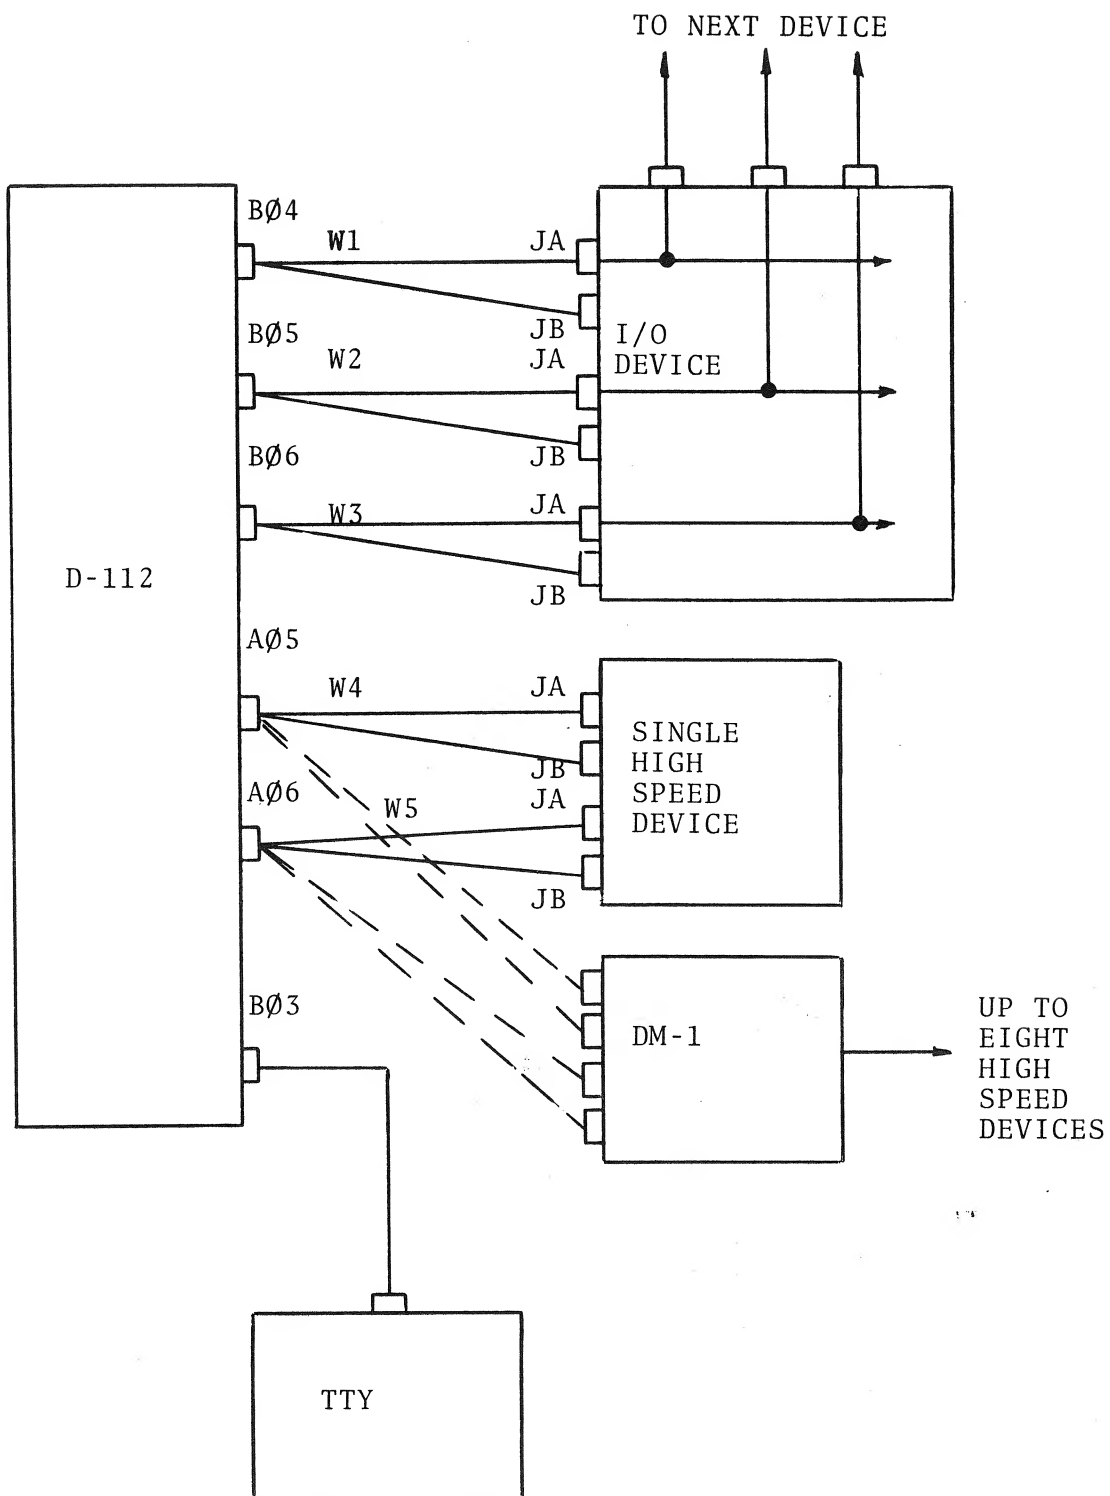 TO NEXT DEVICE
BØ4
W1
JA
JB
BØ5
W2
JA
I/O
DEVICE
BØ6
JB
W3
JA
JB
D-112
AØ5
W4
JA
JB
SINGLE
HIGH
SPEED
DEVICE
AØ6
W5
JA
JB
BØ3
DM-1
UP TO
EIGHT
HIGH
SPEED
DEVICES
TTY